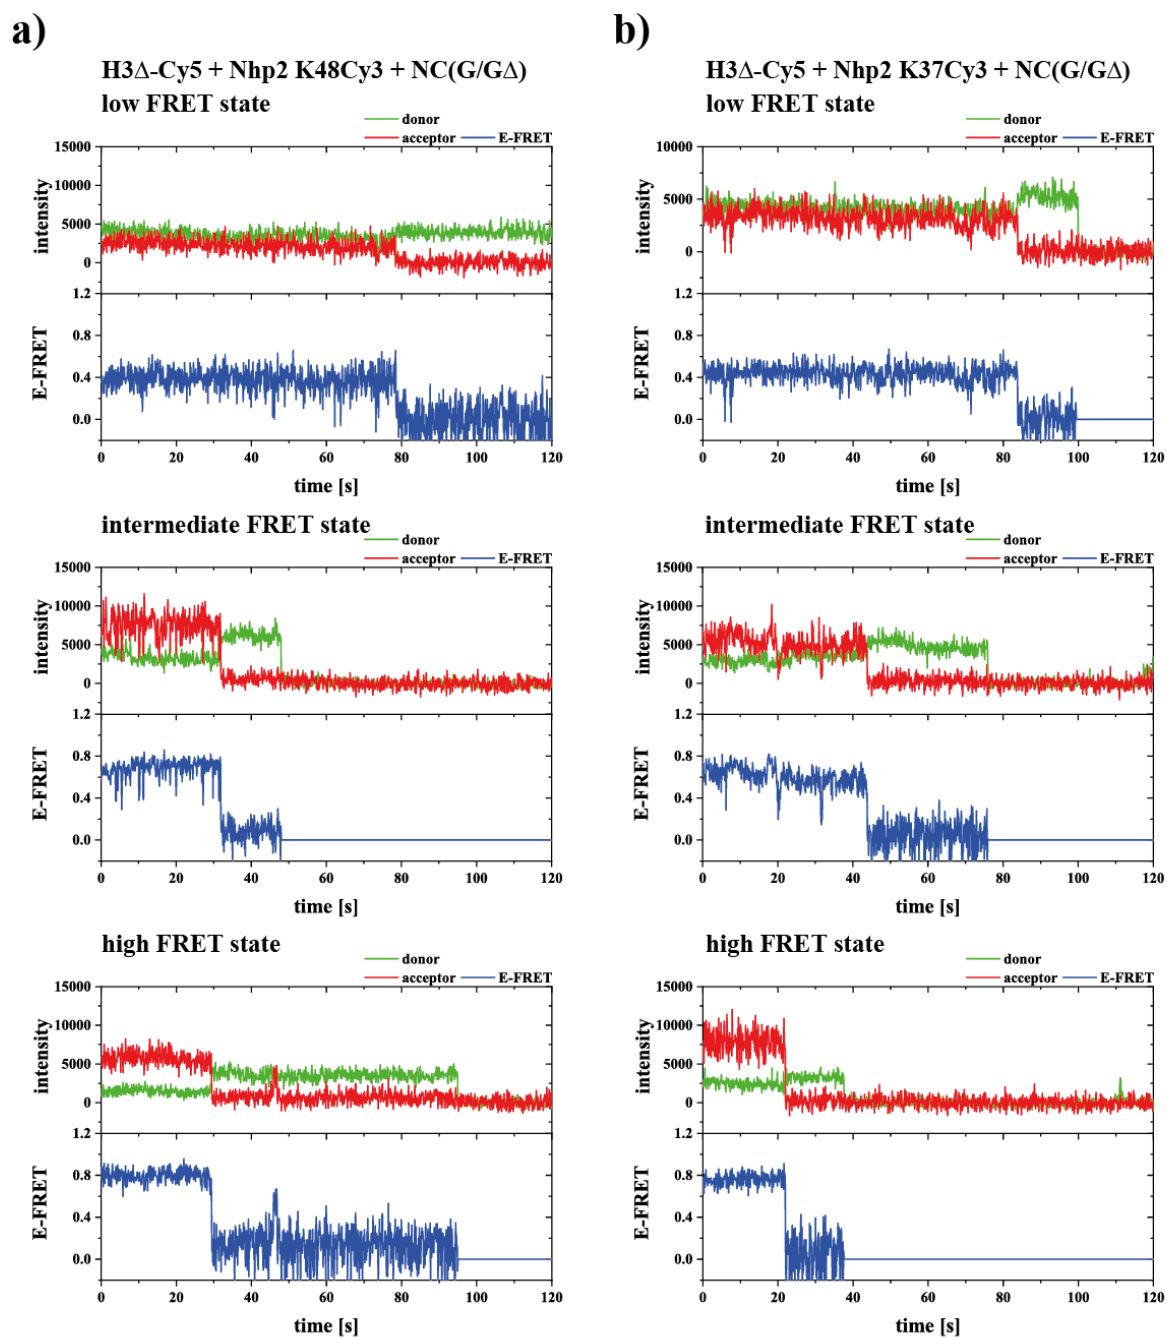 a)
H3Δ-Cy5 + Nhp2 K48Cy3 + NC(G/GΔ)
low FRET state
donor
acceptor E-FRET
15000
10000
5000
0
intensity
1.2
0.8
0.4
0.0
E-FRET
0 20 40 60 80 100 120
time [s]
intermediate FRET state
donor
acceptor E-FRET
15000
10000
5000
0
intensity
1.2
0.8
0.4
0.0
E-FRET
0 20 40 60 80 100 120
time [s]
high FRET state
donor
acceptor E-FRET
15000
10000
5000
0
intensity
1.2
0.8
0.4
0.0
E-FRET
0 20 40 60 80 100 120
time [s]
b)
H3Δ-Cy5 + Nhp2 K37Cy3 + NC(G/GΔ)
low FRET state
donor
acceptor E-FRET
10000
5000
0
intensity
1.2
0.8
0.4
0.0
E-FRET
0 20 40 60 80 100 120
time [s]
intermediate FRET state
donor
acceptor E-FRET
15000
10000
5000
0
intensity
1.2
0.8
0.4
0.0
E-FRET
0 20 40 60 80 100 120
time [s]
high FRET state
donor
acceptor E-FRET
15000
10000
5000
0
intensity
1.2
0.8
0.4
0.0
E-FRET
0 20 40 60 80 100 120
time [s]